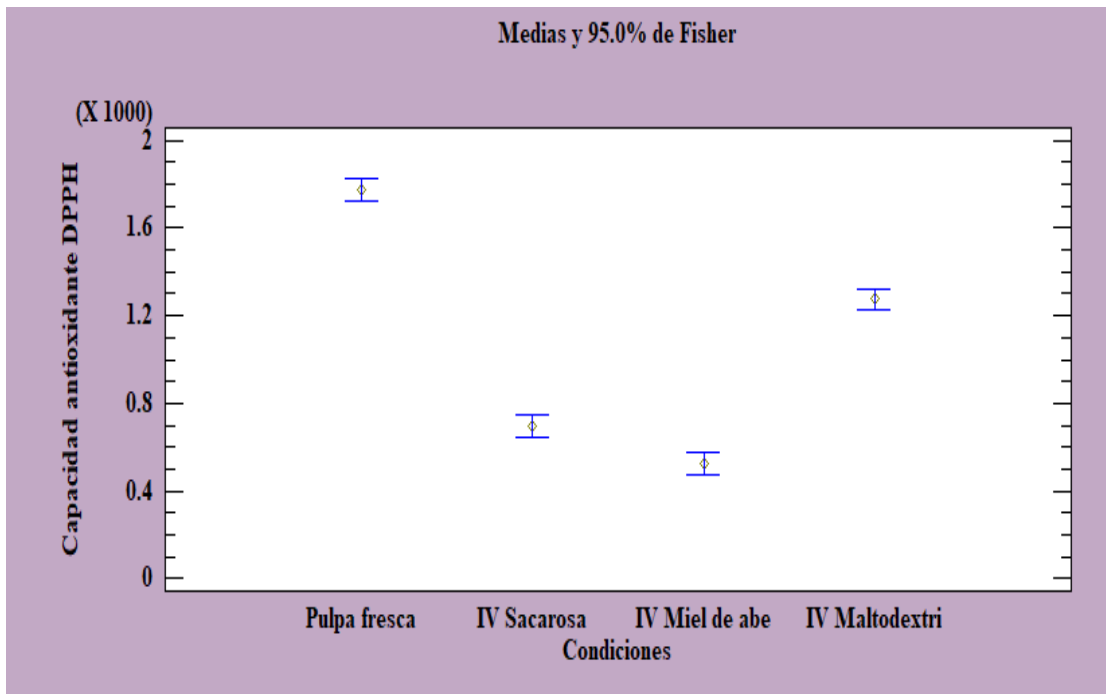 Medias y 95.0% de Fisher
(X 1000)
2
1.6
1.2
0.8
0.4
0
Capacidad antioxidante DPPH
Pulpa fresca
IV Sacarosa
IV Miel de abe
IV Maltodextri
Condiciones